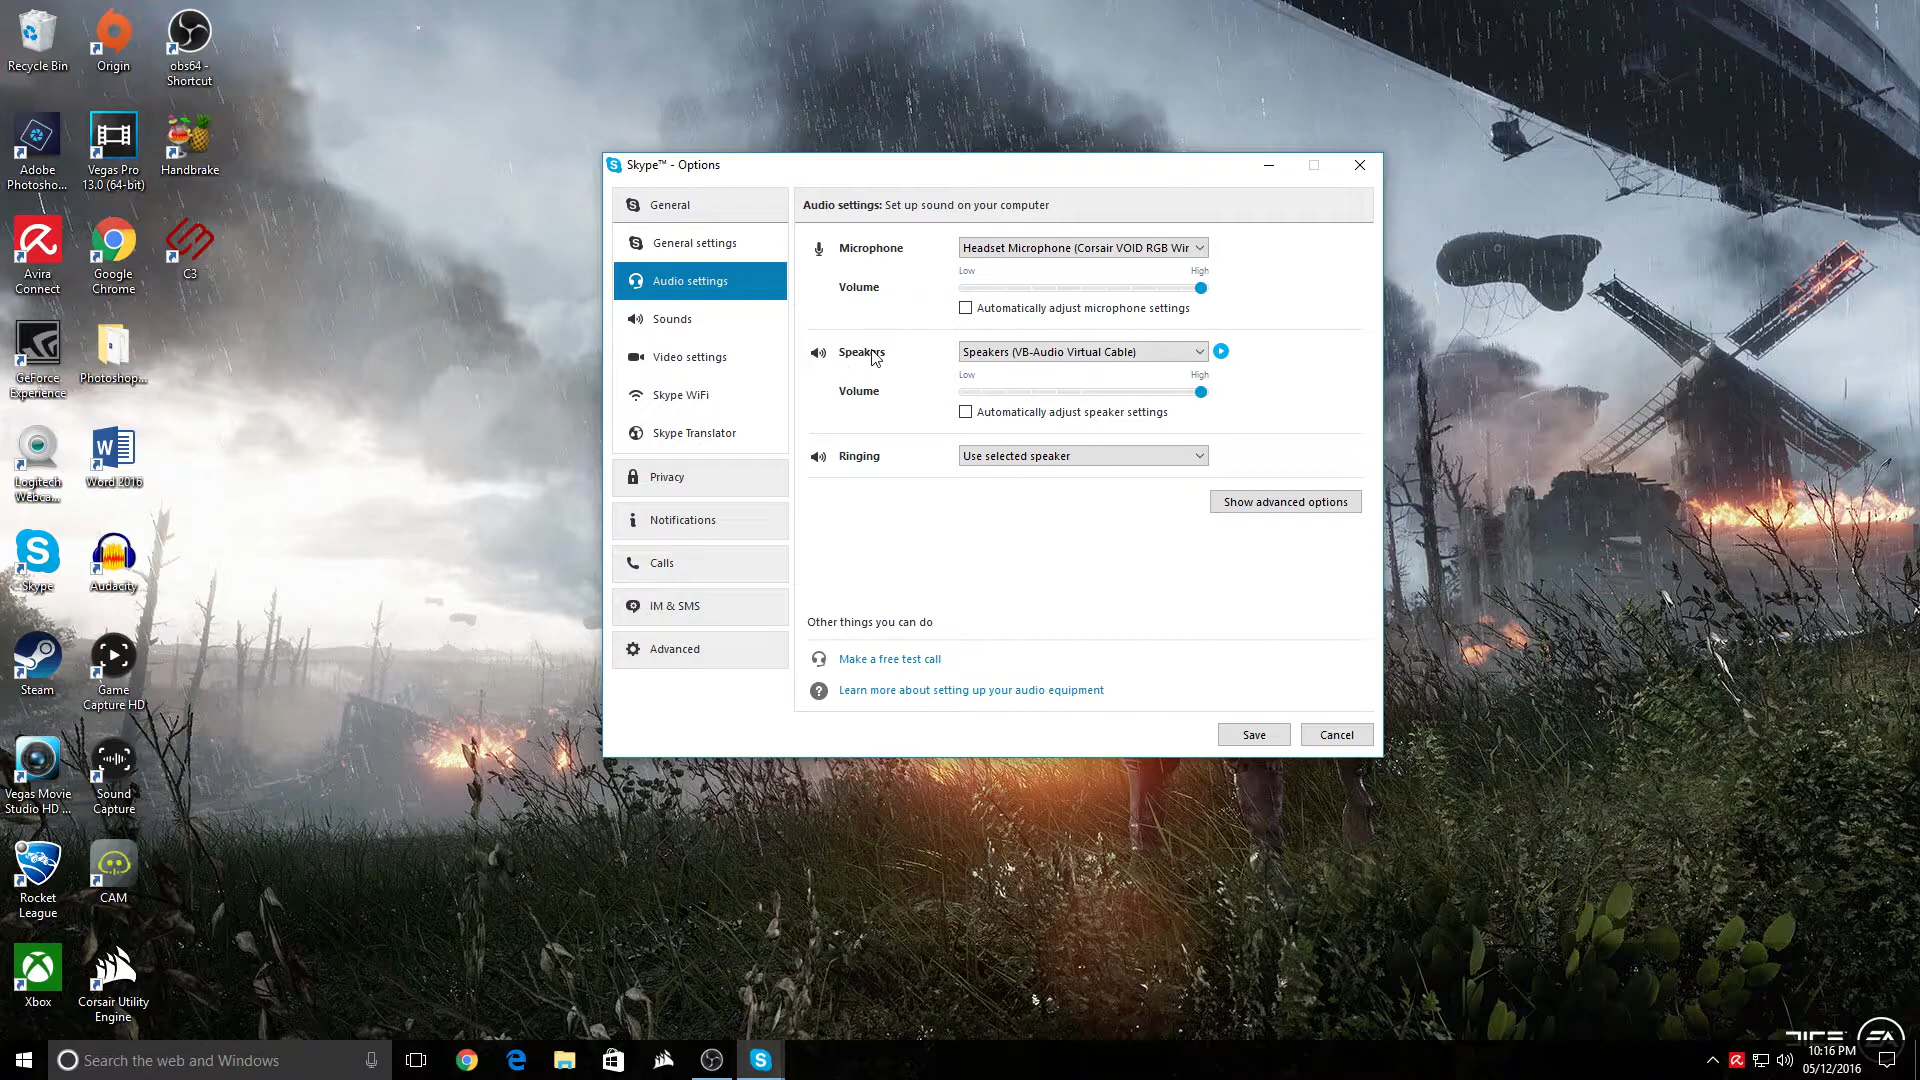 Recycle Bin
Origin
obs64 -
Shortcut
Adobe
Photosho...
Vegas Pro
13.0 (64-bit)
Handbrake
Avira
Connect
Google
Chrome
C3
GeForce
Experience
Photoshop...
Logitech
Webca...
Word 2016
Skype
Audacity
Steam
Game
Capture HD
Vegas Movie
Studio HD ...
Sound
Capture
Rocket
League
CAM
Xbox
Corsair Utility
Engine
Skype™ - Options
General
General settings
Audio settings
Sounds
Video settings
Skype WiFi
Skype Translator
Privacy
Notifications
Calls
IM & SMS
Advanced
Audio settings: Set up sound on your computer
Microphone
Headset Microphone (Corsair VOID RGB Wir
Low High
Volume
Automatically adjust microphone settings
Speakers
Speakers (VB-Audio Virtual Cable)
Low High
Volume
Automatically adjust speaker settings
Ringing
Use selected speaker
Show advanced options
Other things you can do
Make a free test call
Learn more about setting up your audio equipment
Save
Cancel
DICE
EA
Search the web and Windows
10:16 PM
05/12/2016